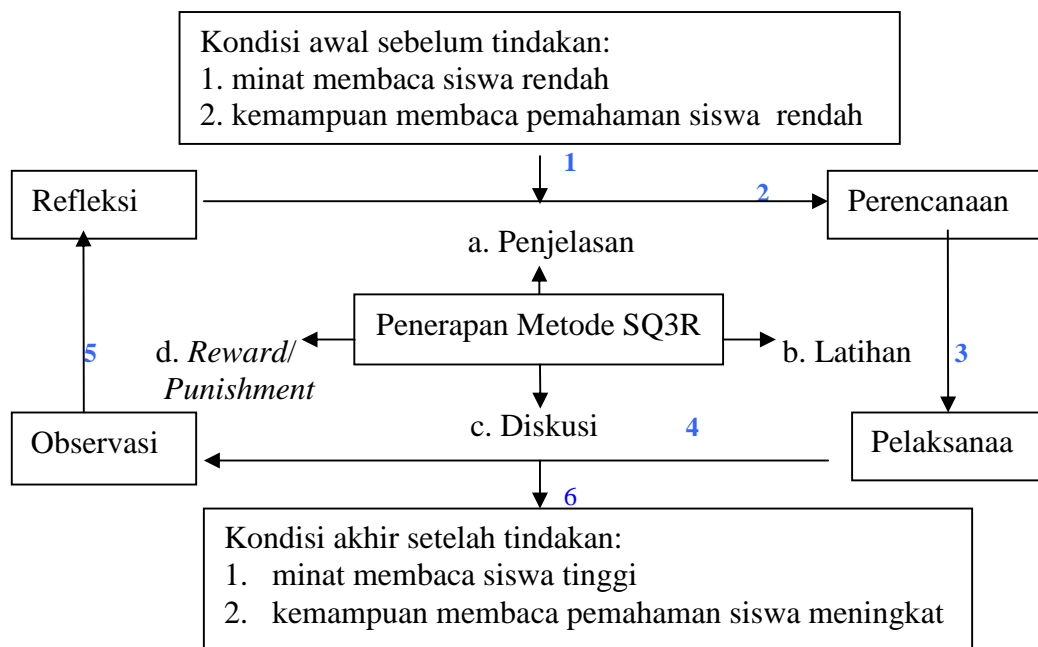 Kondisi awal sebelum tindakan:
1. minat membaca siswa rendah
2. kemampuan membaca pemahaman siswa rendah
1
Refleksi
2
Perencanaan
a. Penjelasan
Penerapan Metode SQ3R
5
d. Reward/
Punishment
b. Latihan
3
Observasi
c. Diskusi
4
Pelaksanaa
6
Kondisi akhir setelah tindakan:
1. minat membaca siswa tinggi
2. kemampuan membaca pemahaman siswa meningkat